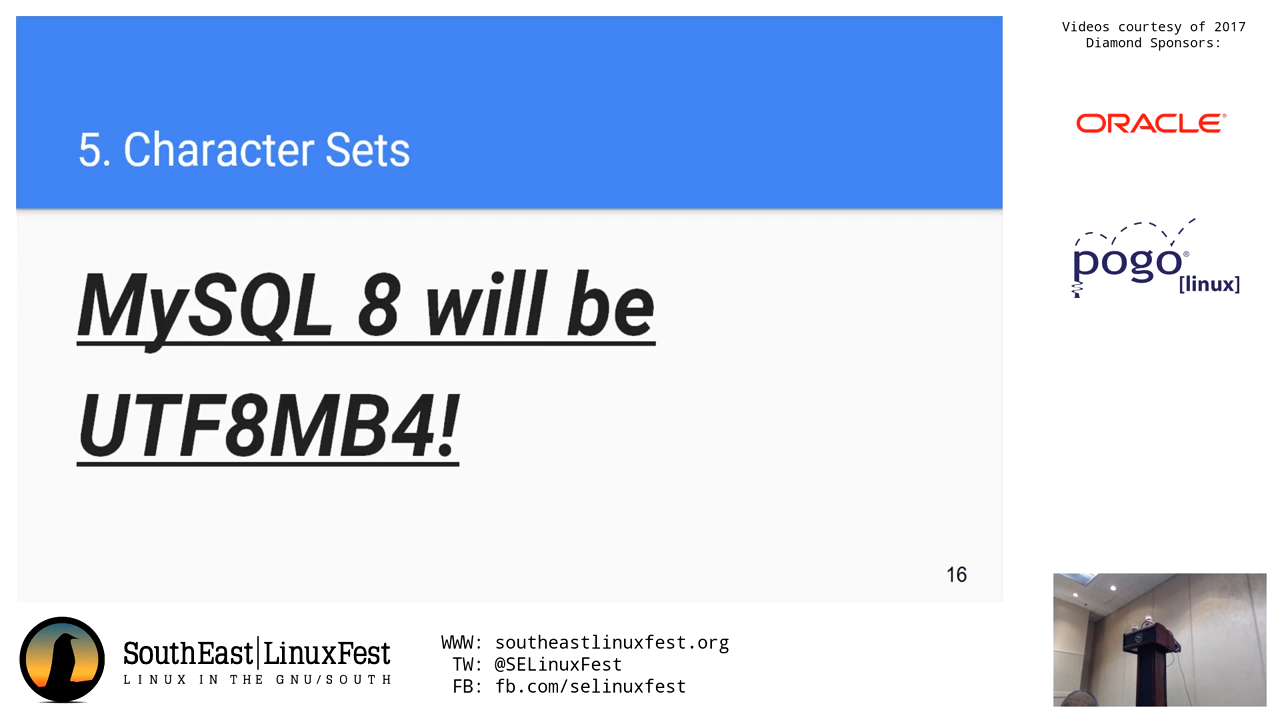 5. Character Sets
MySQL 8 will be
UTF8MB4!
16
Videos courtesy of 2017
Diamond Sponsors:
ORACLE®
pogo®
[linux]
SouthEast|LinuxFest
LINUX IN THE GNU/SOUTH
WWW: southeastlinuxfest.org
TW: @SELinuxFest
FB: fb.com/selinuxfest